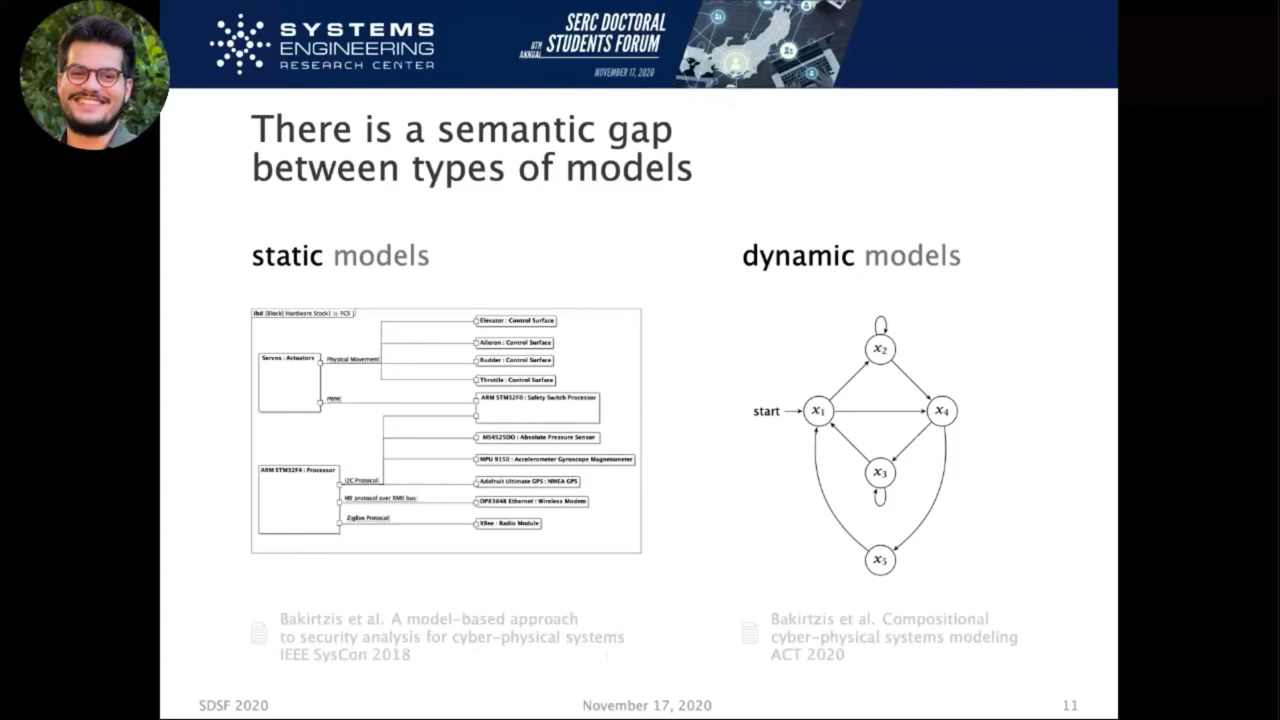 SYSTEMS
ENGINEERING
RESEARCH CENTER
SERC DOCTORAL
8TH ANNUAL STUDENTS FORUM
NOVEMBER 17, 2020
There is a semantic gap
between types of models
static models
dynamic models
ibd [Block] Hardware Stack[ FCS ]
Servos : Actuators
Physical Movement
PWM
Elevator : Control Surface
Aileron : Control Surface
Rudder : Control Surface
Throttle : Control Surface
ARM STM32F0 : Safety Switch Processor
MS4525DO : Absolute Pressure Sensor
MPU 9150 : Accelerometer Gyroscope Magnetometer
ARM STM32F4 : Processor
I2C Protocol
MII protocol over RMII bus
ZigBee Protocol
Adafruit Ultimate GPS : NMEA GPS
DP83848 Ethernet : Wireless Modem
XBee : Radio Module
start
x1
x2
x3
x4
x5
Bakirtzis et al. A model-based approach
to security analysis for cyber-physical systems
IEEE SysCon 2018
Bakirtzis et al. Compositional
cyber-physical systems modeling
ACT 2020
SDSF 2020
November 17, 2020
11